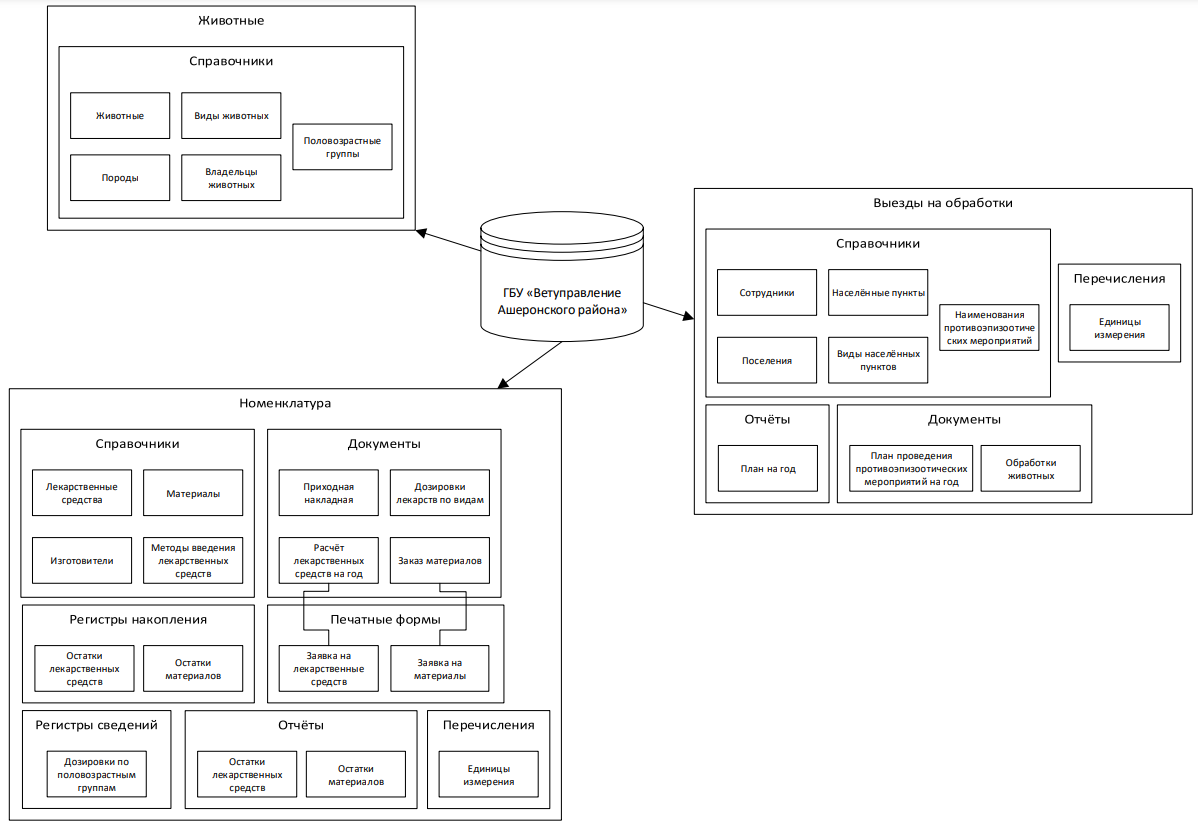 Животные
Справочники
Животные
Виды животных
Половозрастные
группы
Породы
Владельцы
животных
ГБУ «Ветуправление
Ашеронского района»
Выезды на обработки
Справочники
Сотрудники
Населённые пункты
Наименования
противоэпизоотиче
ских мероприятий
Поселения
Виды населённых
пунктов
Перечисления
Единицы
измерения
Отчёты
План на год
Документы
План проведения
противоэпизоотических
мероприятий на год
Обработки
животных
Номенклатура
Справочники
Лекарственные
средства
Материалы
Изготовители
Методы введения
лекарственных
средств
Документы
Приходная
накладная
Дозировки
лекарств по видам
Расчёт
лекарственных
средств на год
Заказ материалов
Регистры накопления
Остатки
лекарственных
средств
Остатки
материалов
Печатные формы
Заявка на
лекарственные
средств
Заявка на
материалы
Регистры сведений
Дозировки по
половозрастным
группам
Отчёты
Остатки
лекарственных
средств
Остатки
материалов
Перечисления
Единицы
измерения